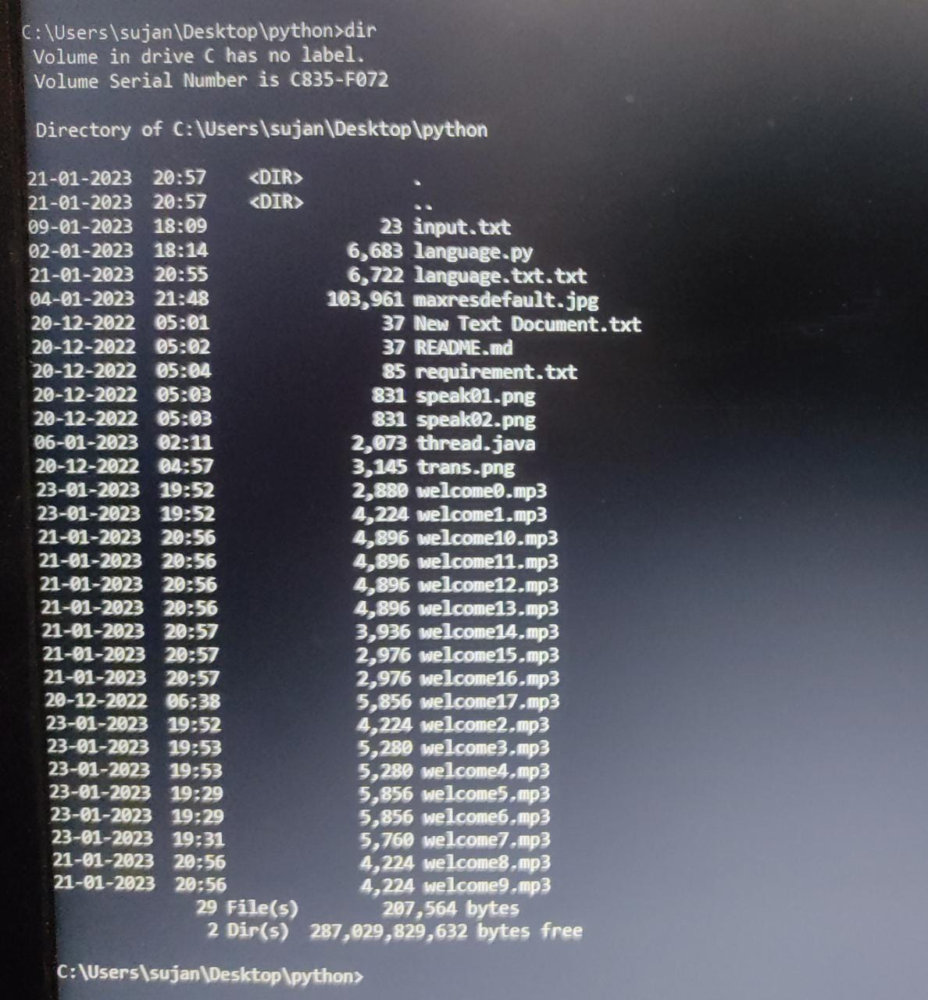 C:\Users\sujan\Desktop\python>dir
Volume in drive C has no label.
Volume Serial Number is C835-F072
Directory of C:\Users\sujan\Desktop\python
21-01-2023 20:57 <DIR> .
21-01-2023 20:57 <DIR> ..
09-01-2023 18:09 23 input.txt
02-01-2023 18:14 6,683 language.py
21-01-2023 20:55 6,722 language.txt.txt
04-01-2023 21:48 103,961 maxresdefault.jpg
20-12-2022 05:01 37 New Text Document.txt
20-12-2022 05:02 37 README.md
20-12-2022 05:04 85 requirement.txt
20-12-2022 05:03 831 speak01.png
20-12-2022 05:03 831 speak02.png
06-01-2023 02:11 2,073 thread.java
20-12-2022 04:57 3,145 trans.png
23-01-2023 19:52 2,880 welcome0.mp3
23-01-2023 19:52 4,224 welcome1.mp3
21-01-2023 20:56 4,896 welcome10.mp3
21-01-2023 20:56 4,896 welcome11.mp3
21-01-2023 20:56 4,896 welcome12.mp3
21-01-2023 20:56 4,896 welcome13.mp3
21-01-2023 20:57 3,936 welcome14.mp3
21-01-2023 20:57 2,976 welcome15.mp3
21-01-2023 20:57 2,976 welcome16.mp3
20-12-2022 06:38 5,856 welcome17.mp3
23-01-2023 19:52 4,224 welcome2.mp3
23-01-2023 19:53 5,280 welcome3.mp3
23-01-2023 19:53 5,280 welcome4.mp3
23-01-2023 19:29 5,856 welcome5.mp3
23-01-2023 19:29 5,856 welcome6.mp3
23-01-2023 19:31 5,760 welcome7.mp3
21-01-2023 20:56 4,224 welcome8.mp3
21-01-2023 20:56 4,224 welcome9.mp3
29 File(s) 207,564 bytes
2 Dir(s) 287,029,829,632 bytes free
C:\Users\sujan\Desktop\python>